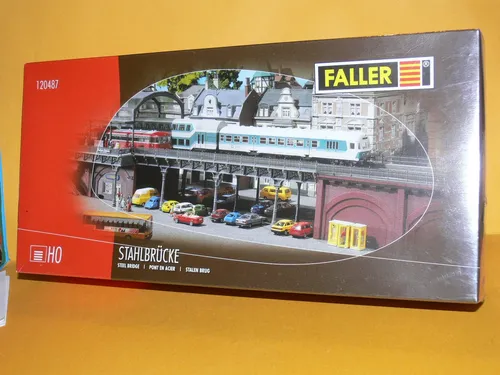 120487
FALLER
®
H0
STAHLBRÜCKE
STEEL BRIDGE | PONT EN ACIER | STALEN BRUG